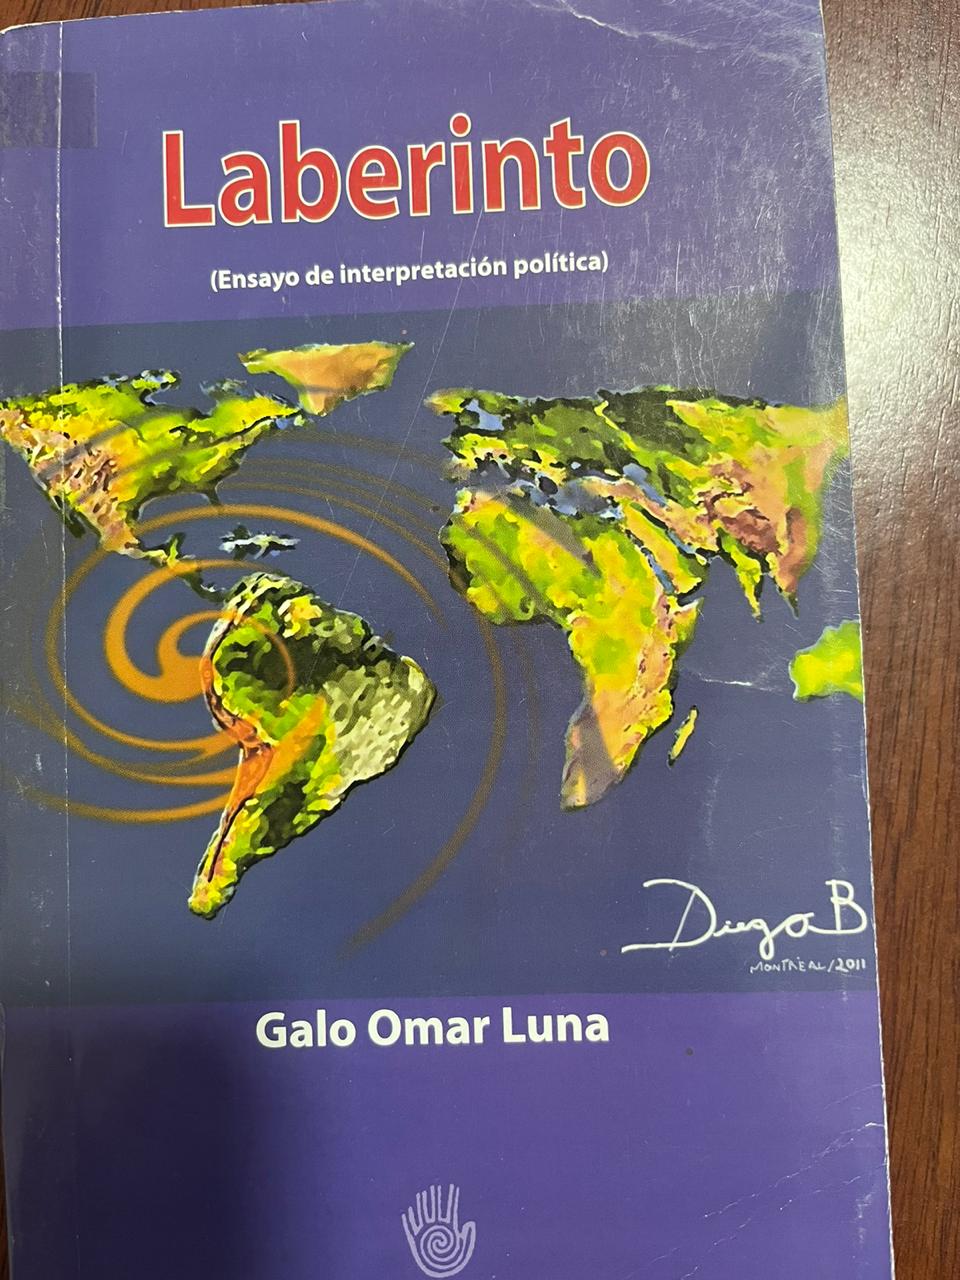 Laberinto
(Ensayo de interpretación política)
Diego B
MONTREAL/2011
Galo Omar Luna